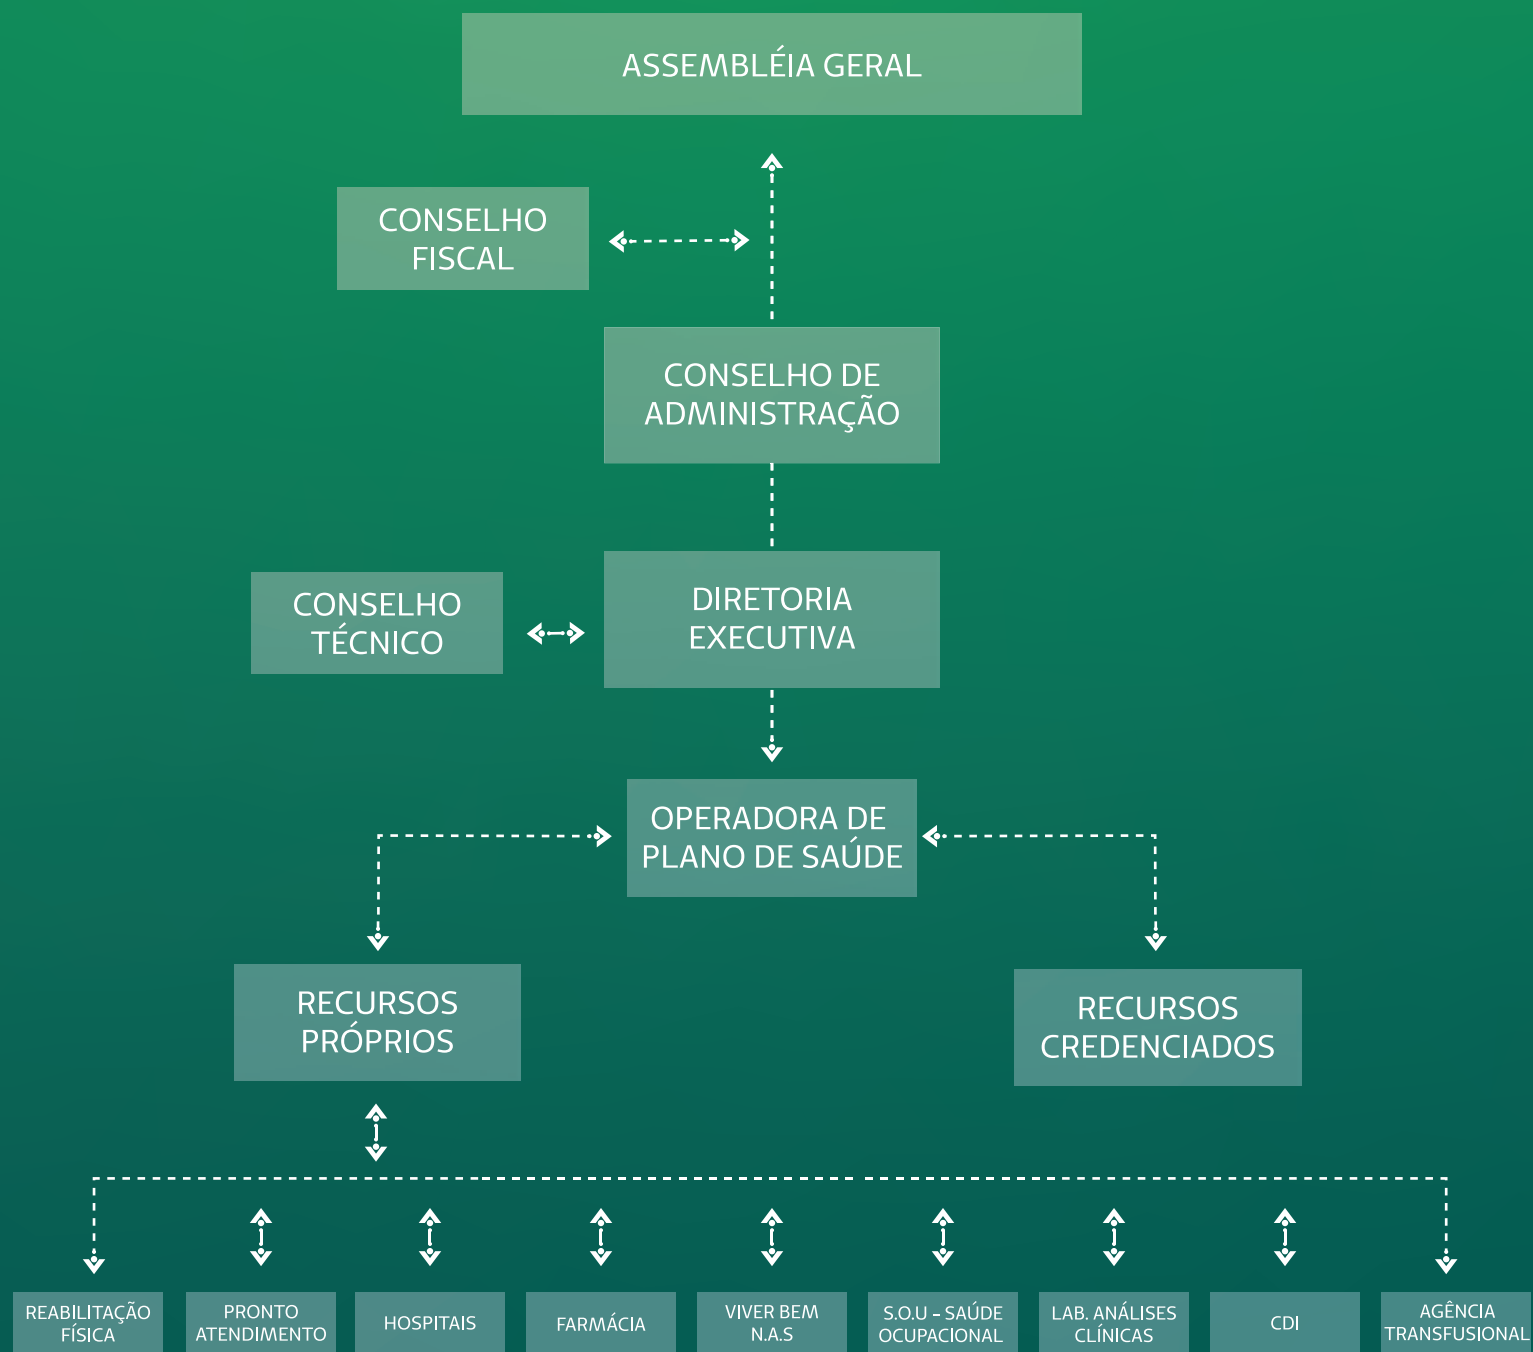 ASSEMBLÉIA GERAL
CONSELHO
FISCAL
CONSELHO DE
ADMINISTRAÇÃO
CONSELHO
TÉCNICO
DIRETORIA
EXECUTIVA
OPERADORA DE
PLANO DE SAÚDE
RECURSOS
PRÓPRIOS
RECURSOS
CREDENCIADOS
REABILITAÇÃO
FÍSICA
PRONTO
ATENDIMENTO
HOSPITAIS
FARMÁCIA
VIVER BEM
N.A.S
S.O.U - SAÚDE
OCUPACIONAL
LAB. ANÁLISES
CLÍNICAS
CDI
AGÊNCIA
TRANSFUSIONAL